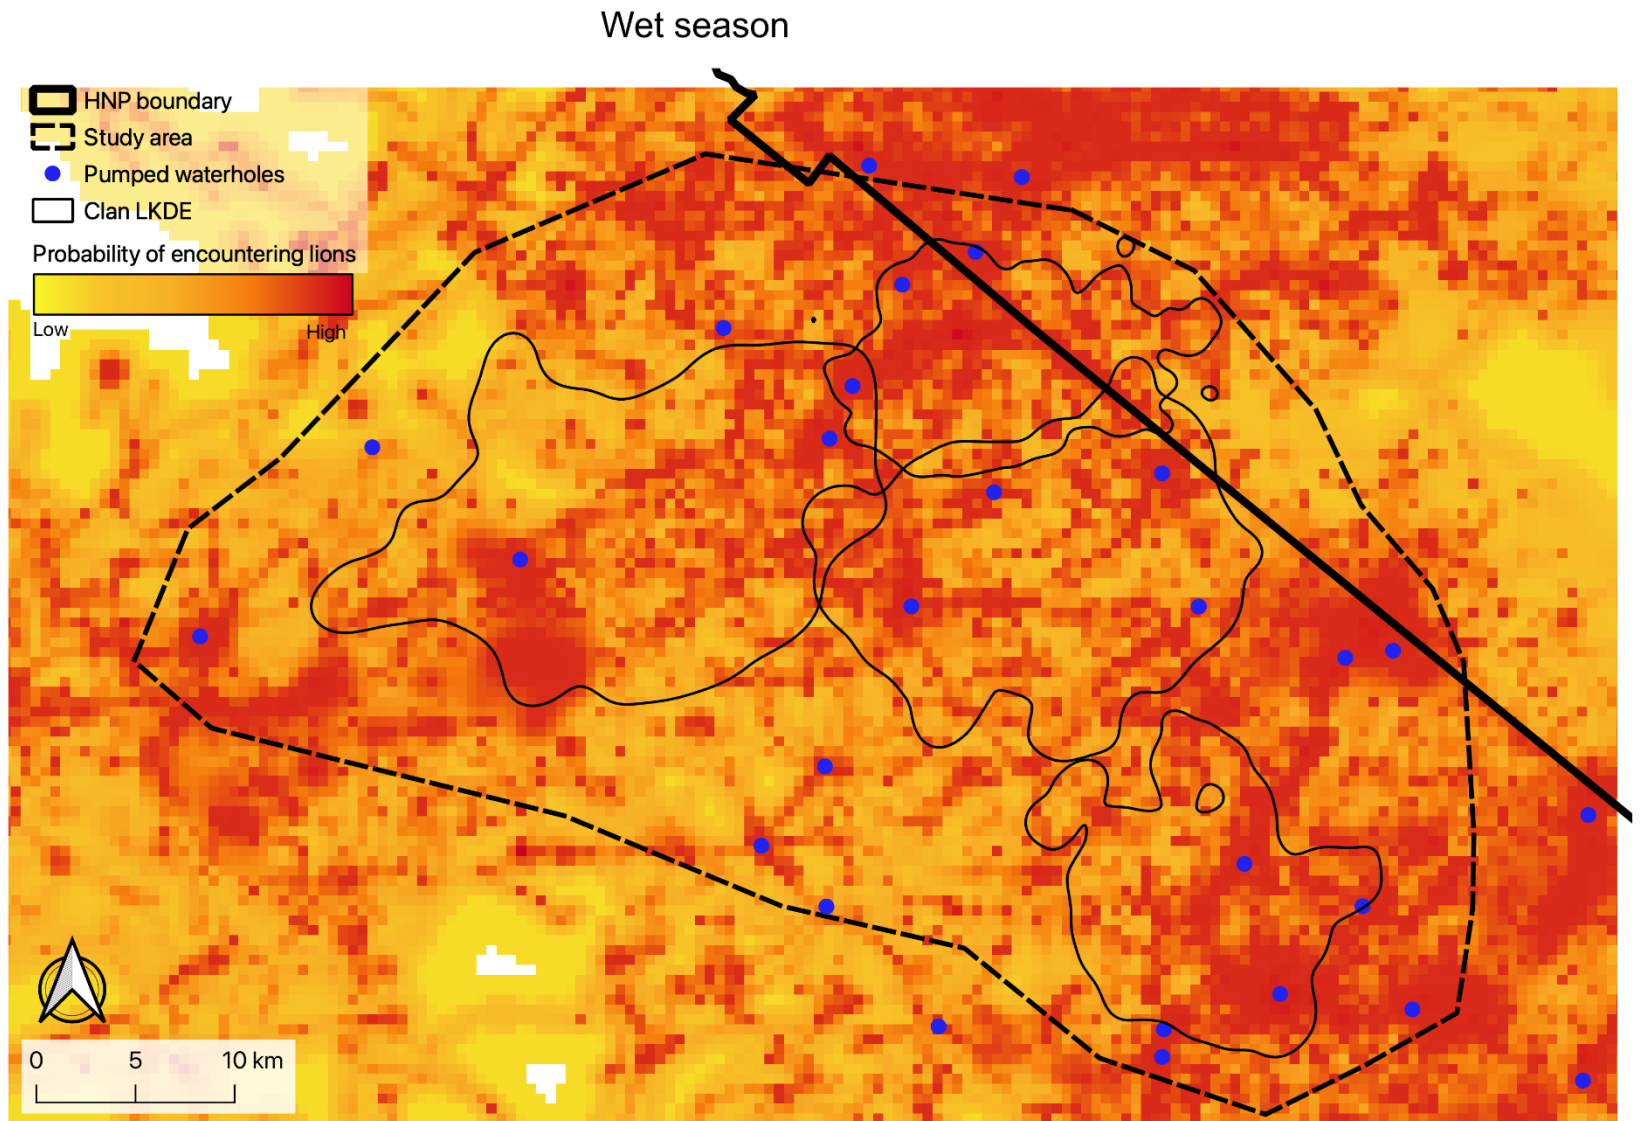 Wet season
HNP boundary
Study area
Pumped waterholes
Clan LKDE
Probability of encountering lions
Low High
0 5 10 km